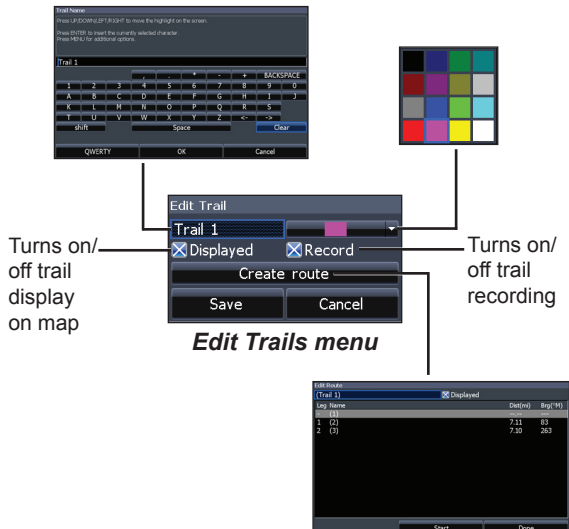 Trail Name
Press UP/DOWN/LEFT/RIGHT to move the highlight on the screen.
Press ENTER to insert the currently selected character.
Press MENU for additional options.
Trail 1
, . * - + BACKSPACE
1 2 3 4 5 6 7 8 9 0
A B C D E F G H I J
K L M N O P Q R S
T U V W X Y Z <- ->
shift Space Clear
QWERTY OK Cancel
Edit Trail
Trail 1
Displayed Record
Create route
Save Cancel
Turns on/
off trail
display
on map
Turns on/
off trail
recording
Edit Trails menu
Edit Route
(Trail 1) Displayed
Leg Name Dist(mi) Brg(°M)
- (1) --.-- ---
1 (2) 7.11 83
2 (3) 7.10 263
Start Done